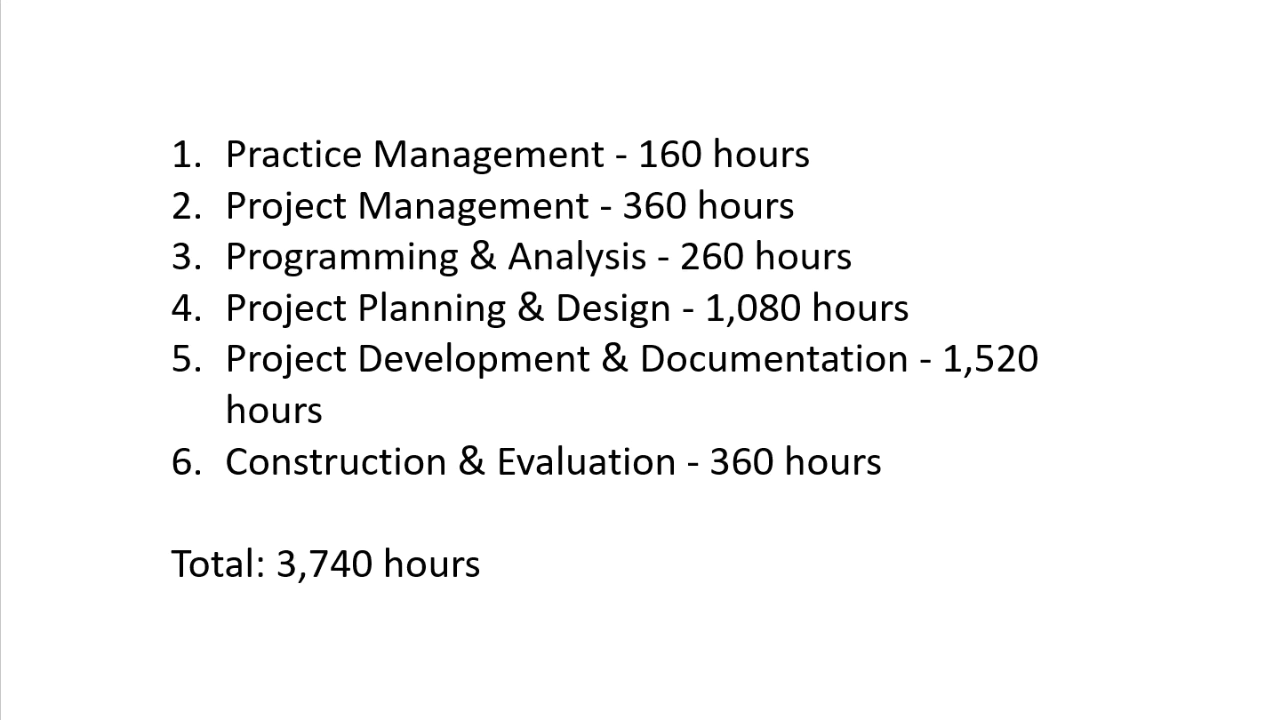 1. Practice Management - 160 hours
2. Project Management - 360 hours
3. Programming & Analysis - 260 hours
4. Project Planning & Design - 1,080 hours
5. Project Development & Documentation - 1,520
hours
6. Construction & Evaluation - 360 hours
Total: 3,740 hours